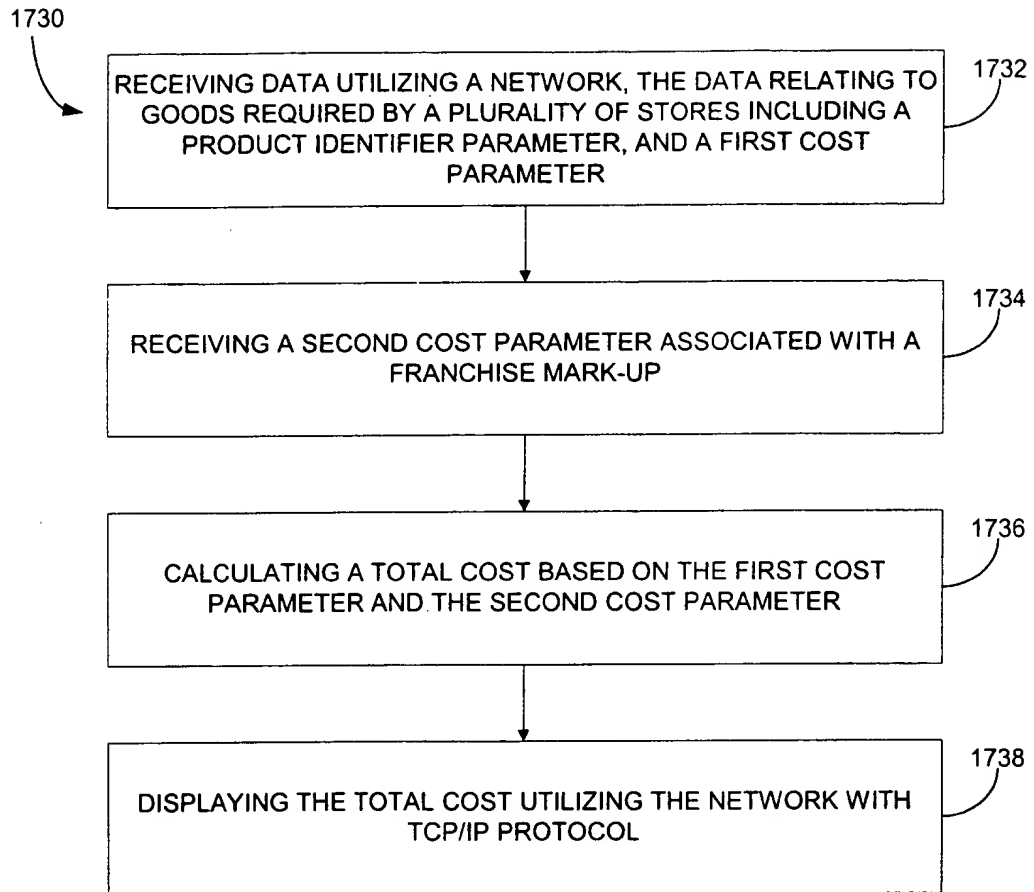 1730
RECEIVING DATA UTILIZING A NETWORK, THE DATA RELATING TO
GOODS REQUIRED BY A PLURALITY OF STORES INCLUDING A
PRODUCT IDENTIFIER PARAMETER, AND A FIRST COST
PARAMETER
1732
RECEIVING A SECOND COST PARAMETER ASSOCIATED WITH A
FRANCHISE MARK-UP
1734
CALCULATING A TOTAL COST BASED ON THE FIRST COST
PARAMETER AND THE SECOND COST PARAMETER
1736
DISPLAYING THE TOTAL COST UTILIZING THE NETWORK WITH
TCP/IP PROTOCOL
1738